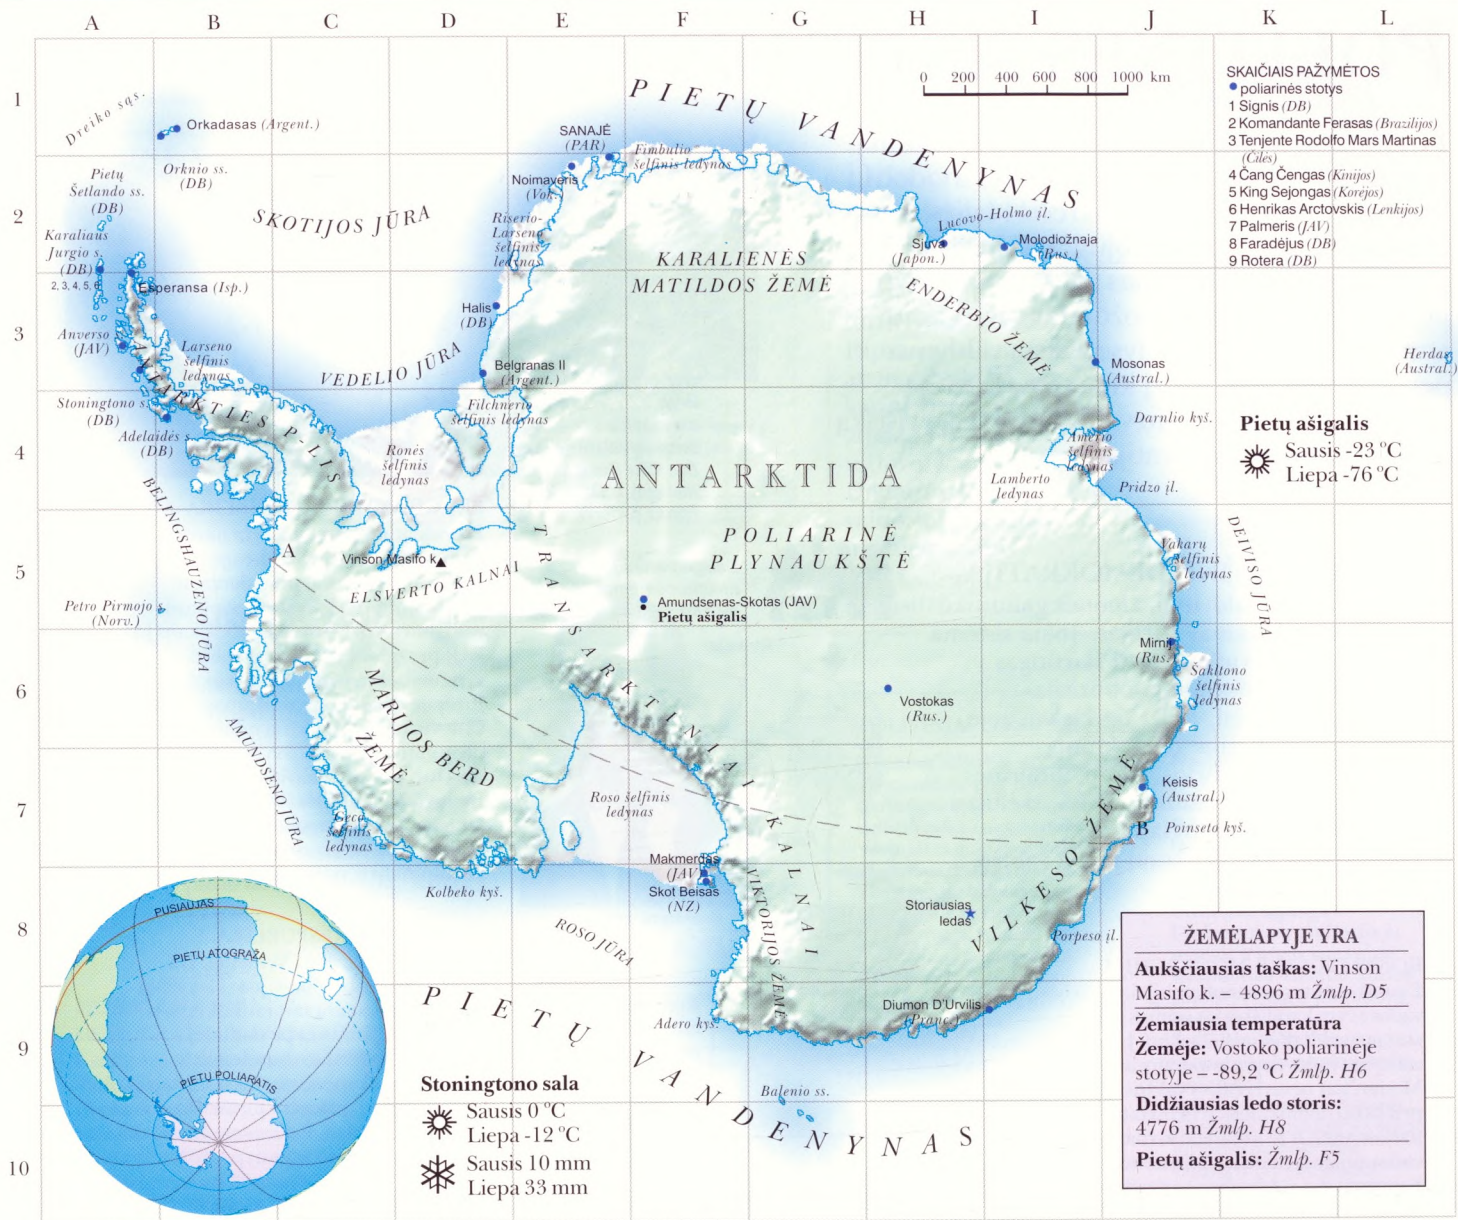 A B C D E F G H I J K L
1
2
3
4
5
6
7
8
9
10
0 200 400 600 800 1000 km
SKAIČIAIS PAŽYMĖTOS
poliarinės stotys
1 Signis (DB)
2 Komandante Ferasas (Brazilijos)
3 Tenjente Rodolfo Mars Martinas
(Čilės)
4 Čang Čengas (Kinijos)
5 King Sejongas (Korėjos)
6 Henrikas Arctovskis (Lenkijos)
7 Palmeris (JAV)
8 Faradėjus (DB)
9 Rotera (DB)
PIETŲ VANDENYNAS
Dreiko sąs.
Orkadasas (Argent.)
Orknio ss.
(DB)
Pietų
Šetlando ss.
(DB)
SKOTIJOS JŪRA
Karaliaus
Jurgio s.
(DB)
2, 3, 4, 5, 6
Esperansa (Isp.)
SANAJĖ
(PAR)
Fimbulio
šelfinis ledynas
Noimaveris
(Vok.)
Riserio-
Larseno
šelfinis
ledynas
Lucovo-Holmo įl.
Sjuva
(Japon.)
Molodiožnaja
(Rus.)
KARALIENĖS
MATILDOS ŽEMĖ
ENDERBIO ŽEMĖ
Halis
(DB)
Anverso
(JAV)
Larseno
šelfinis
ledynas
VEDELIO JŪRA
Belgranas II
(Argent.)
Mosonas
(Austral.)
Herdas
(Austral.)
ANTARKTIES P-LIS
Stoningtono s.
(DB)
Adelaidės s.
(DB)
Filchnerio
šelfinis ledynas
Ronės
šelfinis
ledynas
ANTARKTIDA
Darnlio kyš.
Amerio
šelfinis
ledynas
Lamberto
ledynas
Pridzo įl.
Pietų ašigalis
Sausis -23 °C
Liepa -76 °C
BELINGSHAUZENO JŪRA
A
Vinson Masifo k.
ELSVERTO KALNAI
POLIARINĖ
PLYNAUKŠTĖ
DEIVISO JŪRA
Vakarų
šelfinis
ledynas
Petro Pirmojo s.
(Norv.)
Amundsenas-Skotas (JAV)
Pietų ašigalis
TRANSARKTINIAI KALNAI
Mirnij
(Rus.)
Šakltono
šelfinis
ledynas
Vostokas
(Rus.)
MARIJOS BERD
ŽEMĖ
AMUNDSENO JŪRA
Roso šelfinis
ledynas
Geco
šelfinis
ledynas
Keisis
(Austral.)
B
Poinseto kyš.
VILKESO ŽEMĖ
Makmerdas
(JAV)
Skot Beisas
(NZ)
VIKTORIJOS ŽEMĖ
Kolbeko kyš.
ROSO JŪRA
Storiausias
ledas
Porpeso įl.
Diumon D'Urvilis
(Pranc.)
Adero kyš.
Balenio ss.
PIETŲ VANDENYNAS
PUSIAUJAS
PIETŲ ATOGRĄŽA
PIETŲ POLIARATIS
Stoningtono sala
Sausis 0 °C
Liepa -12 °C
Sausis 10 mm
Liepa 33 mm
ŽEMĖLAPYJE YRA
Aukščiausias taškas: Vinson
Masifo k. – 4896 m Žmlp. D5
Žemiausia temperatūra
Žemėje: Vostoko poliarinėje
stotyje – -89,2 °C Žmlp. H6
Didžiausias ledo storis:
4776 m Žmlp. H8
Pietų ašigalis: Žmlp. F5